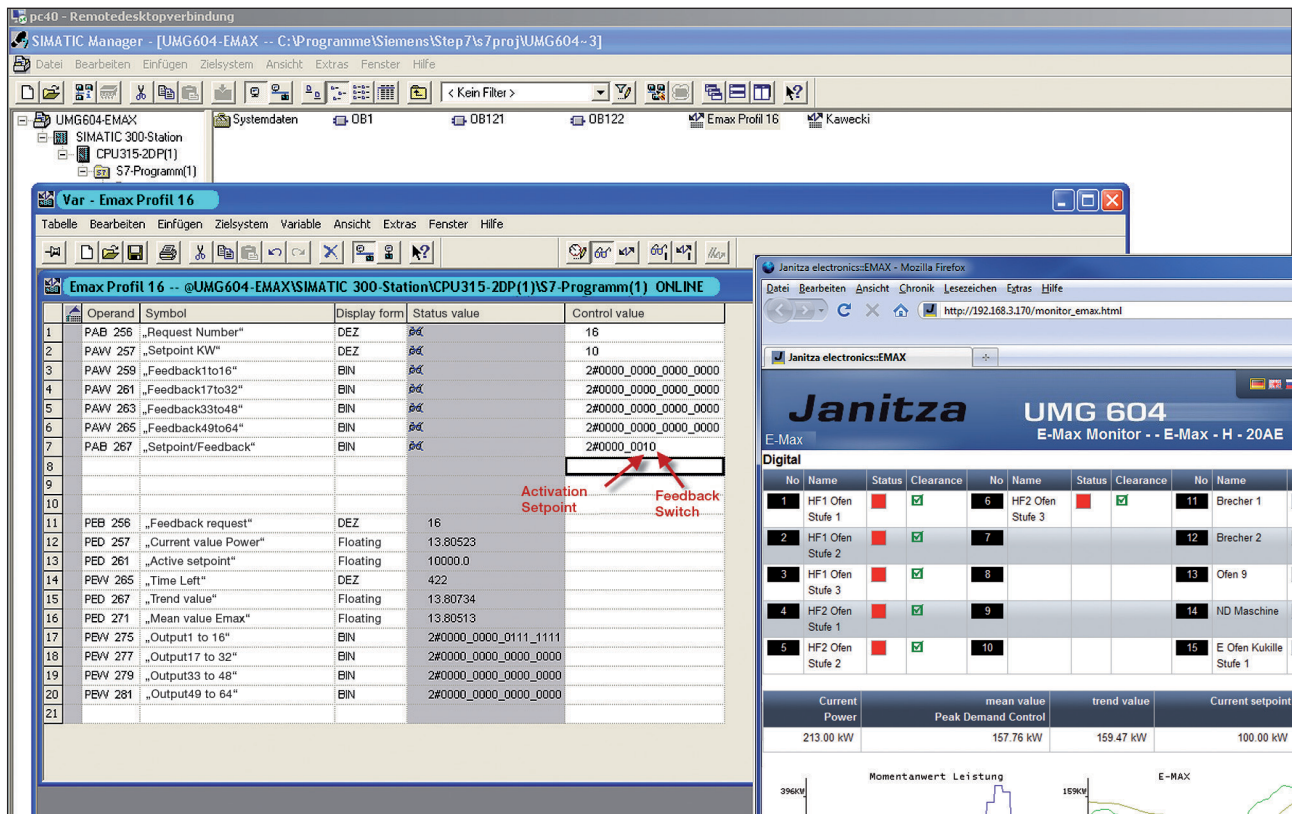 pc40 - Remotedesktopverbindung
SIMATIC Manager - [UMG604-EMAX -- C:\Programme\Siemens\Step7\s7proj\UMG604~3]
Datei Bearbeiten Einfügen Zielsystem Ansicht Extras Fenster Hilfe
< Kein Filter >
UMG604-EMAX
SIMATIC 300-Station
CPU315-2DP(1)
S7-Programm(1)
Systemdaten OB1 OB121 OB122 Emax Profil 16 Kawecki
Var - Emax Profil 16
Tabelle Bearbeiten Einfügen Zielsystem Variable Ansicht Extras Fenster Hilfe
Emax Profil 16 -- @UMG604-EMAX\SIMATIC 300-Station\CPU315-2DP(1)\S7-Programm(1) ONLINE
Operand Symbol Display form Status value Control value
1 PAB 256 „Request Number“ DEZ 16
2 PAW 257 „Setpoint KW“ DEZ 10
3 PAW 259 „Feedback1to16“ BIN 2#0000_0000_0000_0000
4 PAW 261 „Feedback17to32“ BIN 2#0000_0000_0000_0000
5 PAW 263 „Feedback33to48“ BIN 2#0000_0000_0000_0000
6 PAW 265 „Feedback49to64“ BIN 2#0000_0000_0000_0000
7 PAB 267 „Setpoint/Feedback“ BIN 2#0000_0010
8
9
10
Activation
Setpoint
Feedback
Switch
11 PEB 256 „Feedback request“ DEZ 16
12 PED 257 „Current value Power“ Floating 13.80523
13 PED 261 „Active setpoint“ Floating 10000.0
14 PEW 265 „Time Left“ DEZ 422
15 PED 267 „Trend value“ Floating 13.80734
16 PED 271 „Mean value Emax“ Floating 13.80513
17 PEW 275 „Output1 to 16“ BIN 2#0000_0000_0111_1111
18 PEW 277 „Output17 to 32“ BIN 2#0000_0000_0000_0000
19 PEW 279 „Output33 to 48“ BIN 2#0000_0000_0000_0000
20 PEW 281 „Output49 to 64“ BIN 2#0000_0000_0000_0000
21
Janitza electronics::EMAX - Mozilla Firefox
Datei Bearbeiten Ansicht Chronik Lesezeichen Extras Hilfe
http://192.168.3.170/monitor_emax.html
Janitza electronics::EMAX
Janitza UMG 604
E-Max E-Max Monitor - - E-Max - H - 20AE
Digital
No Name Status Clearance No Name Status Clearance No Name
1 HF1 Ofen Stufe 1 6 HF2 Ofen Stufe 3 11 Brecher 1
2 HF1 Ofen Stufe 2 7 12 Brecher 2
3 HF1 Ofen Stufe 3 8 13 Ofen 9
4 HF2 Ofen Stufe 1 9 14 ND Maschine
5 HF2 Ofen Stufe 2 10 15 E Ofen Kukille Stufe 1
Current Power mean value Peak Demand Control trend value Current setpoint
213.00 kW 157.76 kW 159.47 kW 100.00 kW
Momentanwert Leistung E-MAX
396KW 159KW